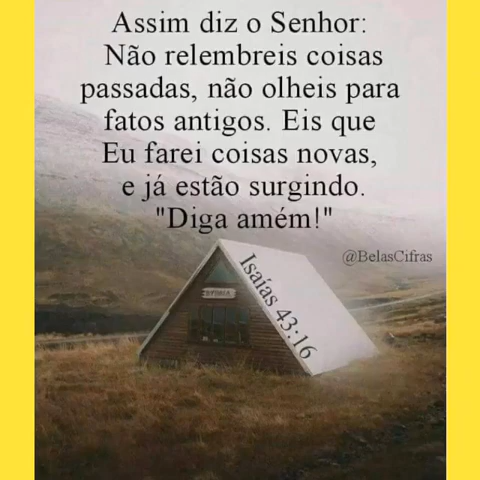 Assim diz o Senhor:
Não relembreis coisas
passadas, não olheis para
fatos antigos. Eis que
Eu farei coisas novas,
e já estão surgindo.
"Diga amém!"
@BelasCifras
Isaías 43:16